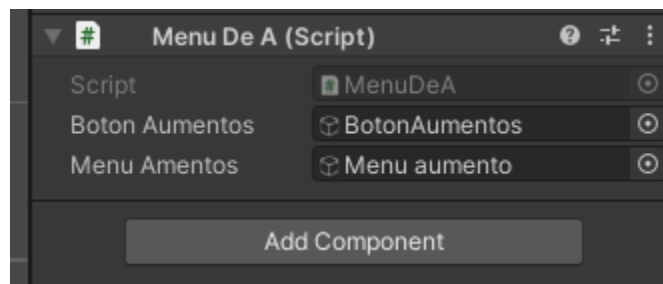 Menu De A (Script)
Script MenuDeA
Boton Aumentos BotonAumentos
Menu Amentos Menu aumento
Add Component